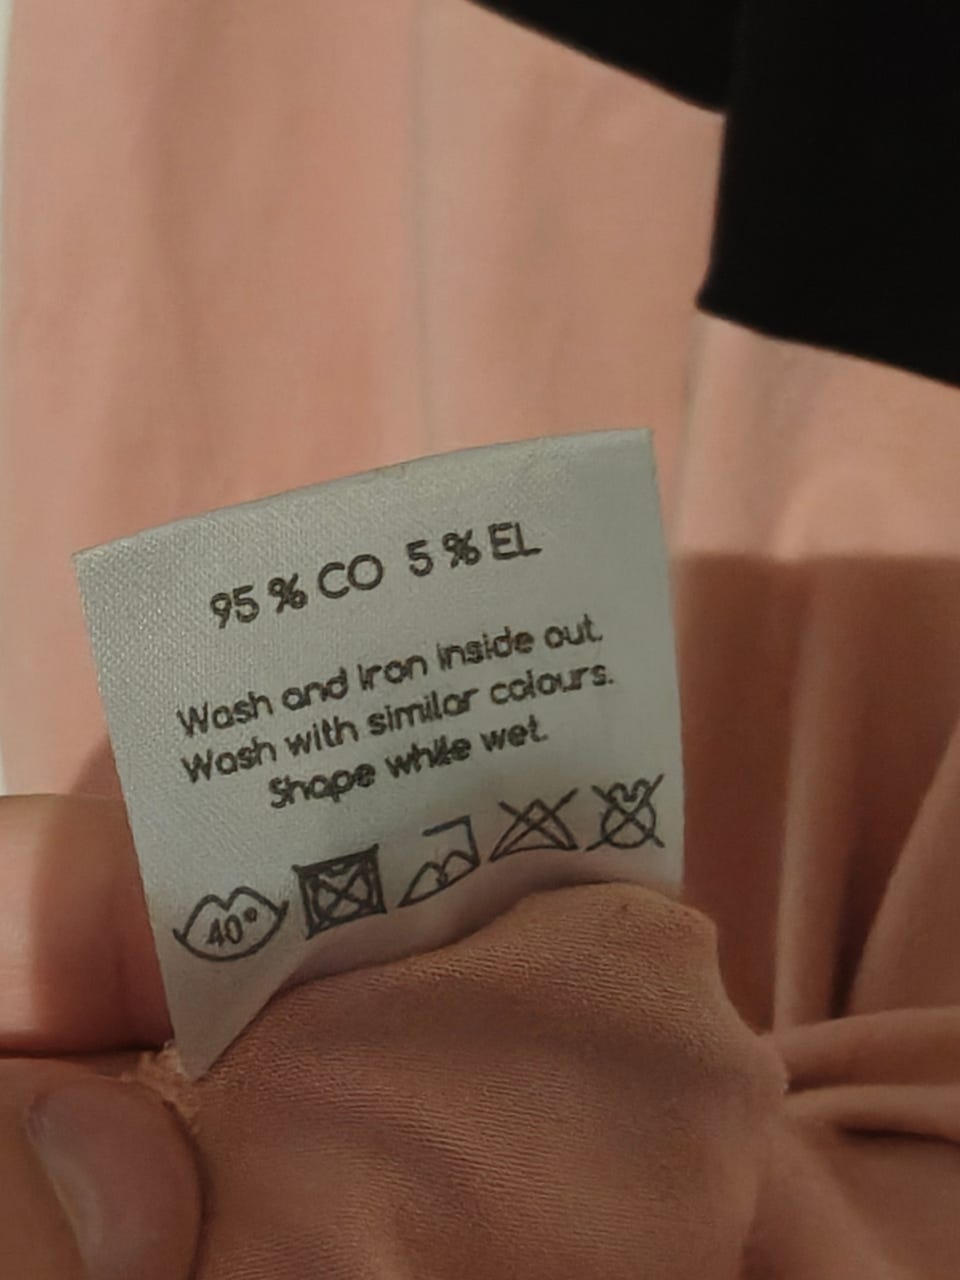 95 % CO 5 % EL
Wash and iron inside out.
Wash with similar colours.
Shape while wet.
40°